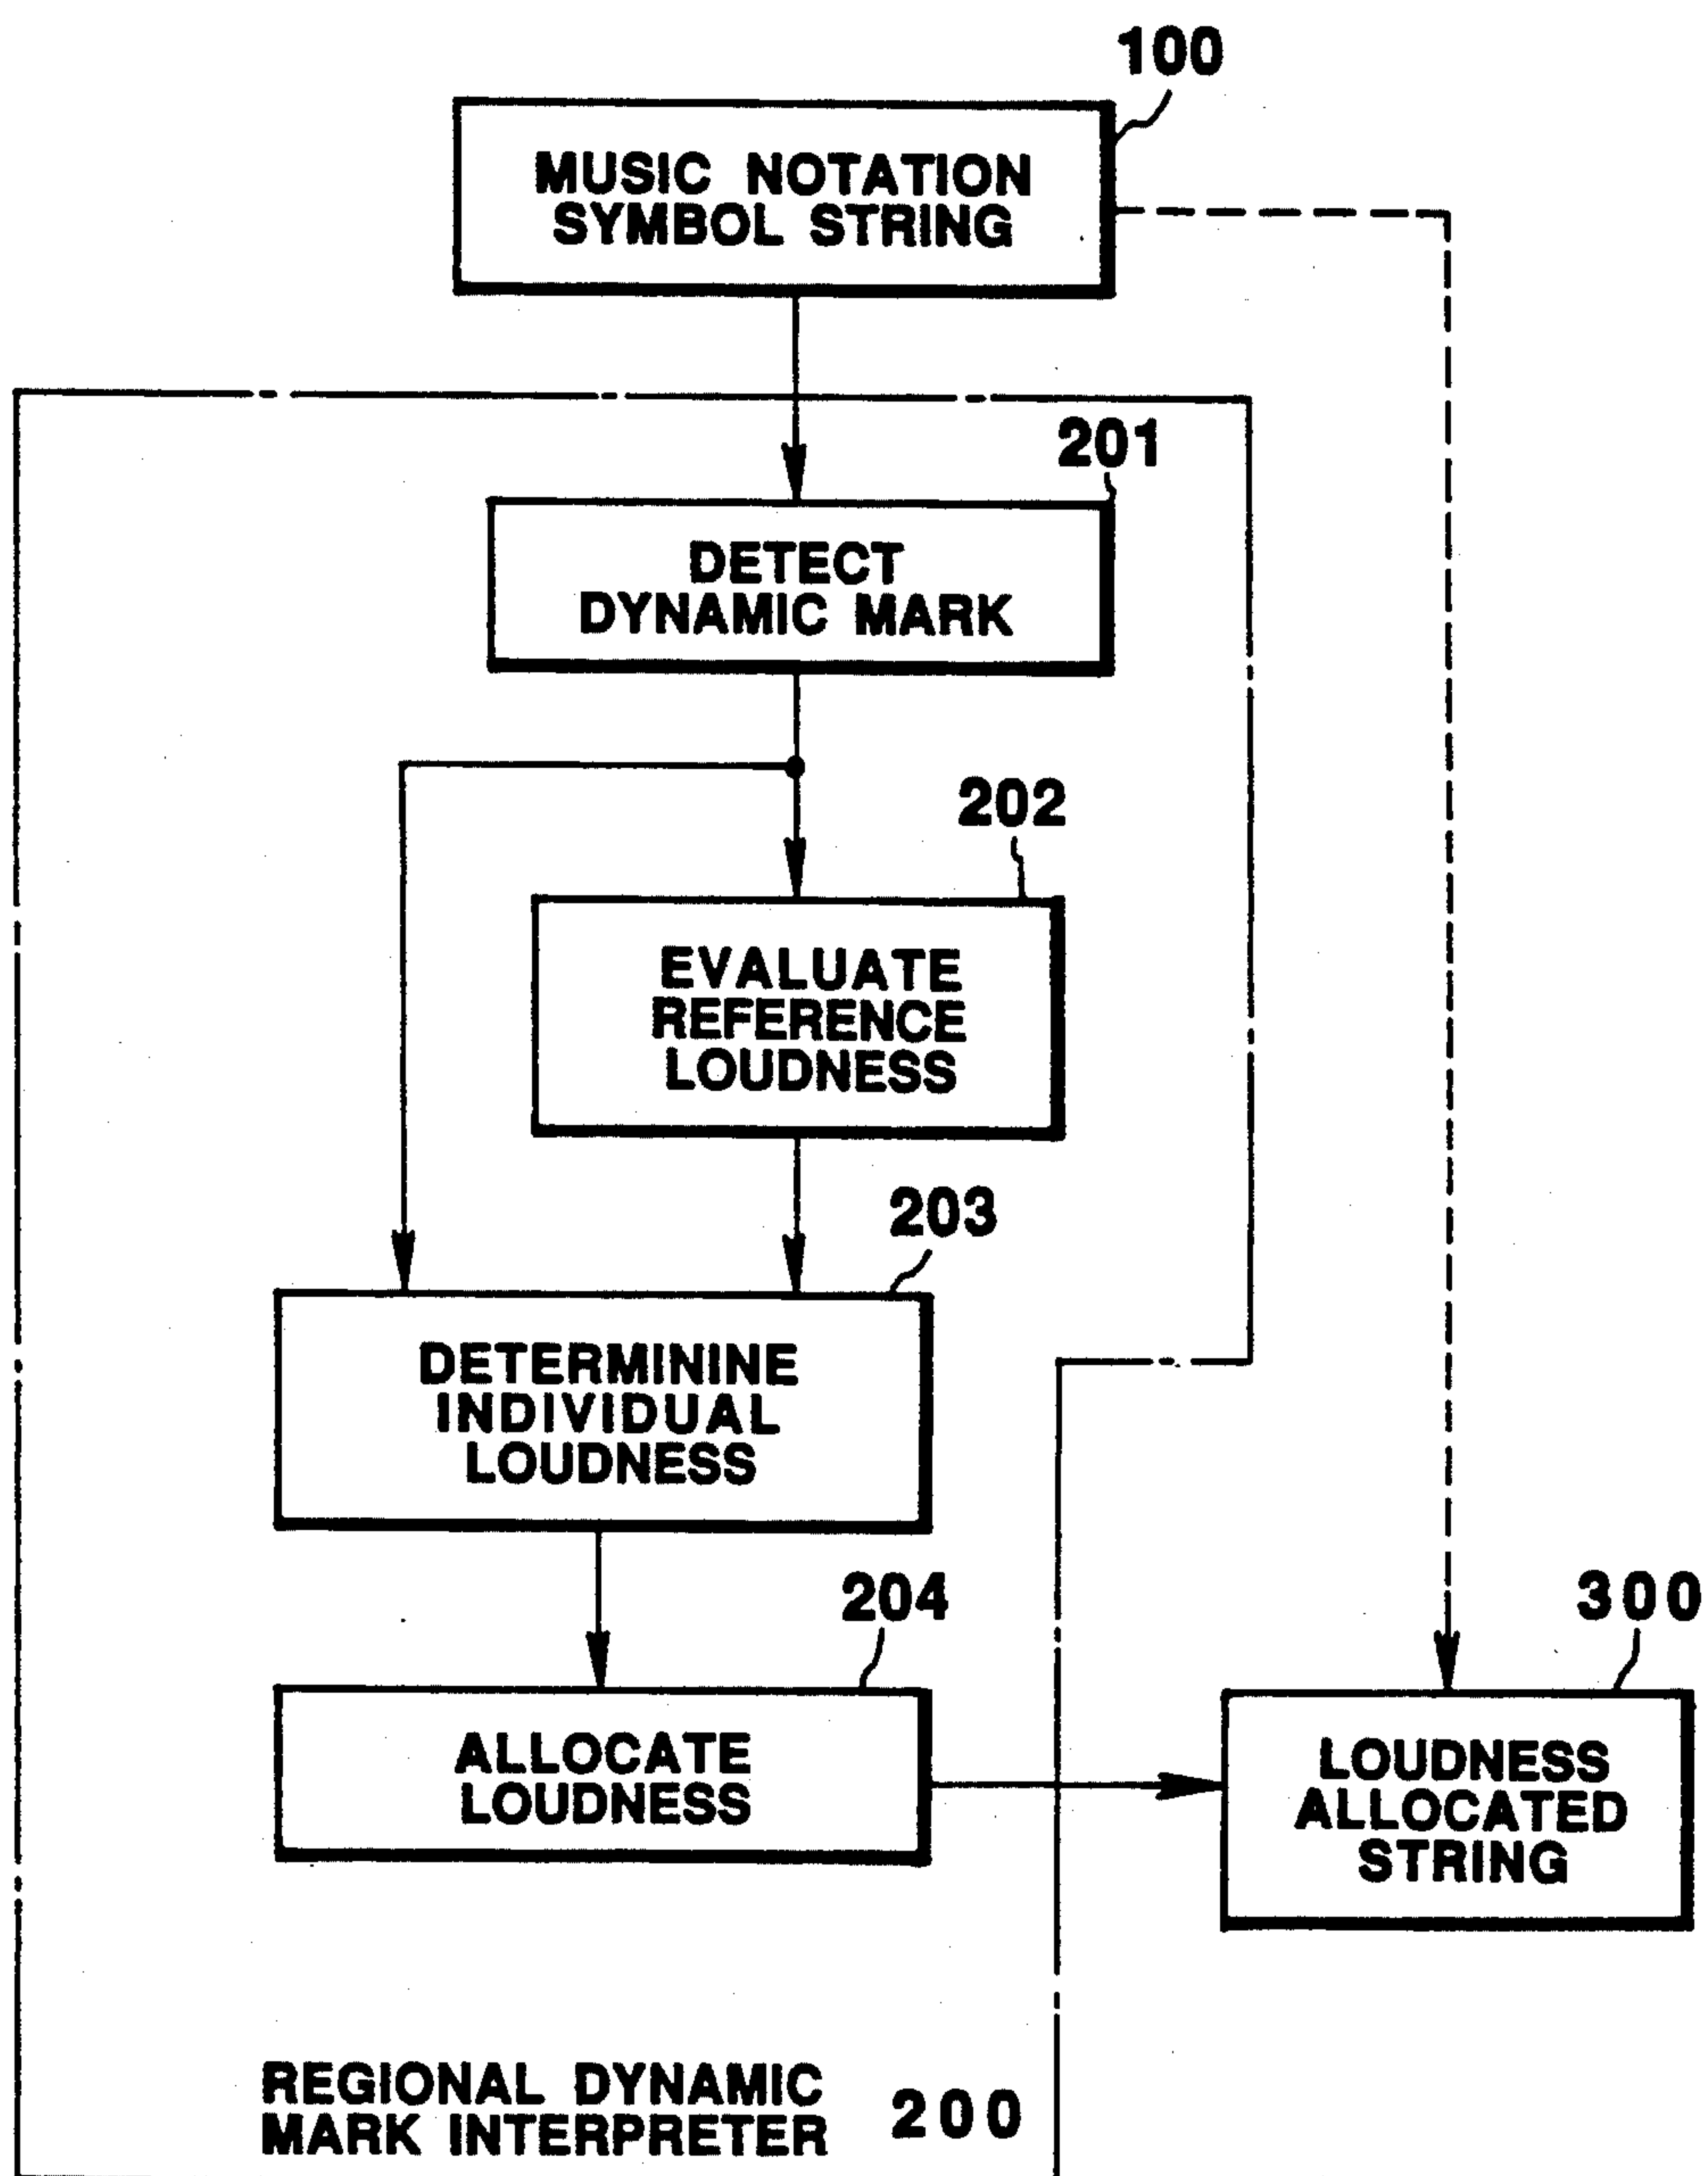 100
MUSIC NOTATION
SYMBOL STRING
201
DETECT
DYNAMIC MARK
202
EVALUATE
REFERENCE
LOUDNESS
203
DETERMININE
INDIVIDUAL
LOUDNESS
204
ALLOCATE
LOUDNESS
300
LOUDNESS
ALLOCATED
STRING
REGIONAL DYNAMIC
MARK INTERPRETER 200